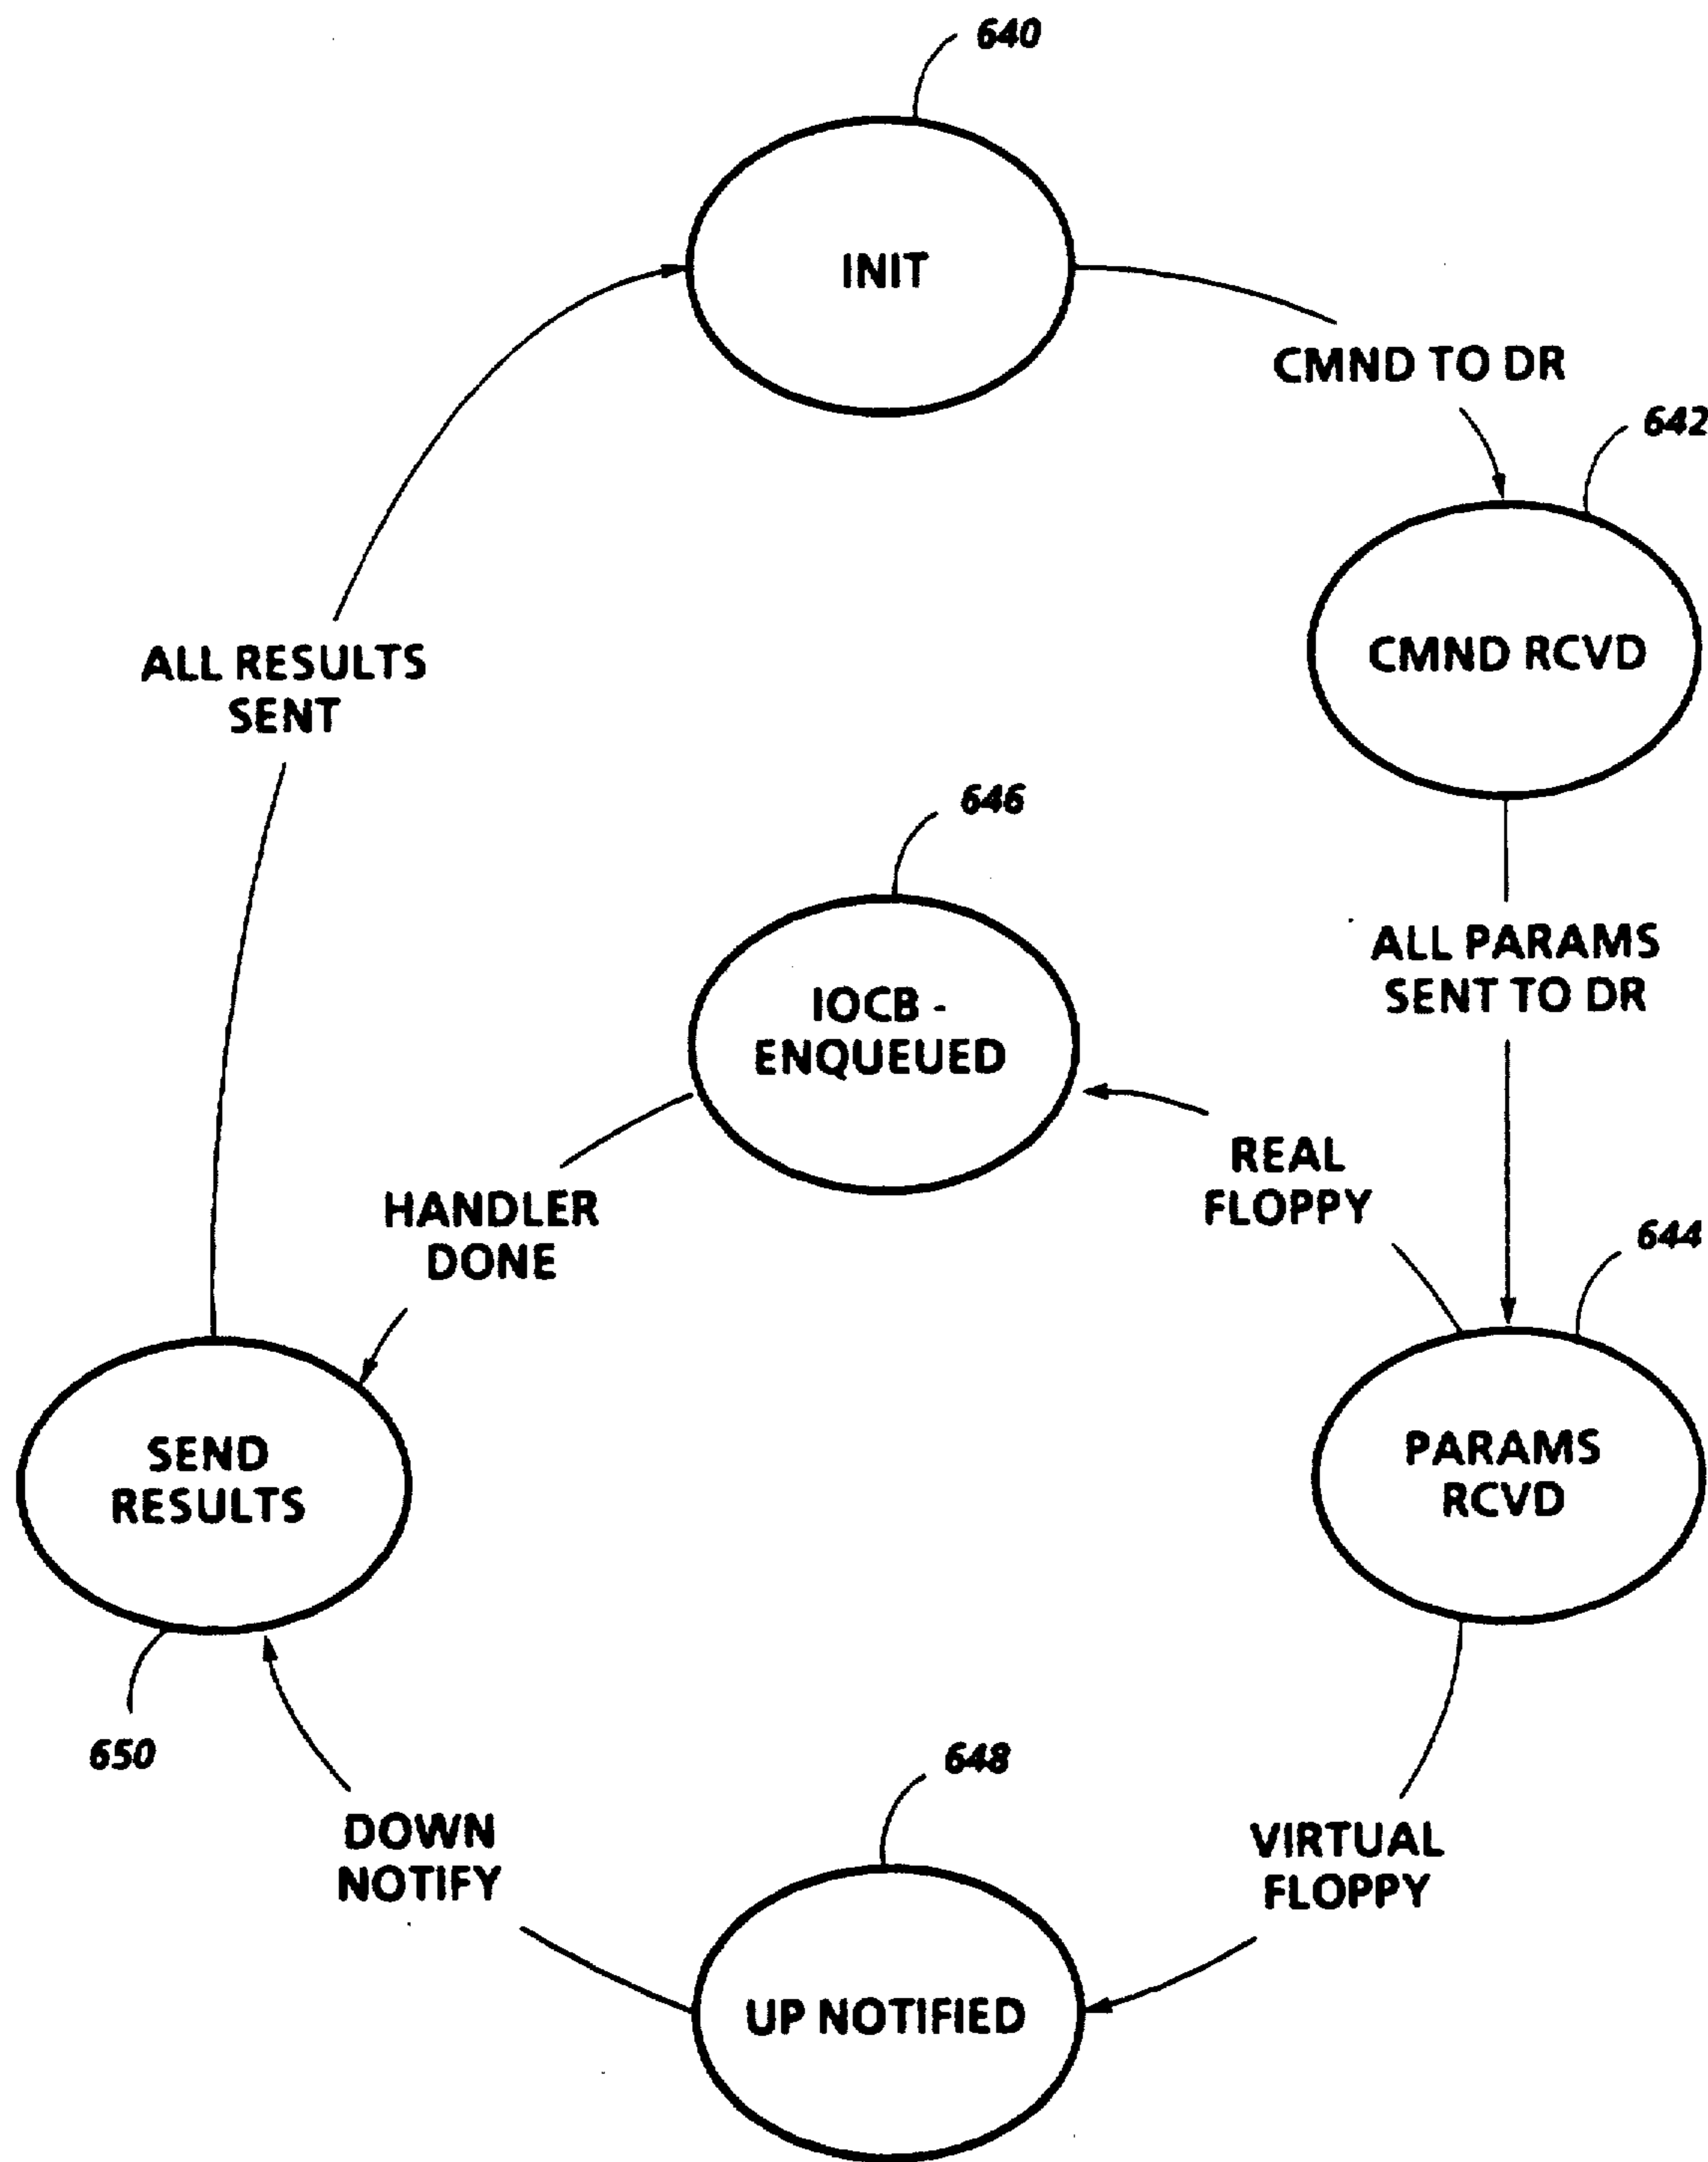 640
INIT
CMND TO DR
642
CMND RCVD
ALL RESULTS
SENT
646
ALL PARAMS
SENT TO DR
IOCB -
ENQUEUED
REAL
FLOPPY
HANDLER
DONE
644
PARAMS
RCVD
SEND
RESULTS
650
648
DOWN
NOTIFY
VIRTUAL
FLOPPY
UP NOTIFIED